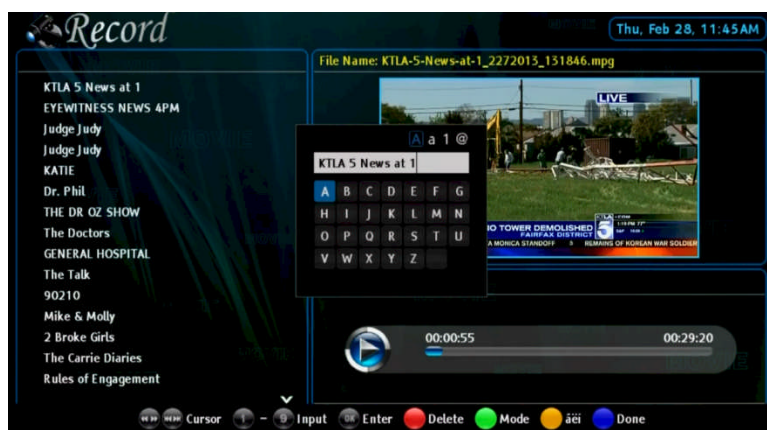 Record
Thu, Feb 28, 11:45AM
File Name: KTLA-5-News-at-1_2272013_131846.mpg
KTLA 5 News at 1
EYEWITNESS NEWS 4PM
Judge Judy
Judge Judy
KATIE
Dr. Phil
THE DR OZ SHOW
The Doctors
GENERAL HOSPITAL
The Talk
90210
Mike & Molly
2 Broke Girls
The Carrie Diaries
Rules of Engagement
A a 1 @
KTLA 5 News at 1
A B C D E F G
H I J K L M N
O P Q R S T U
V W X Y Z
LIVE
IO TOWER DEMOLISHED
FAIRFAX DISTRICT
5
A MONICA STANDOFF
REMAINS OF KOREAN WAR SOLDIER
00:00:55 00:29:20
Cursor 1 - 9 Input OK Enter Delete Mode äëï Done